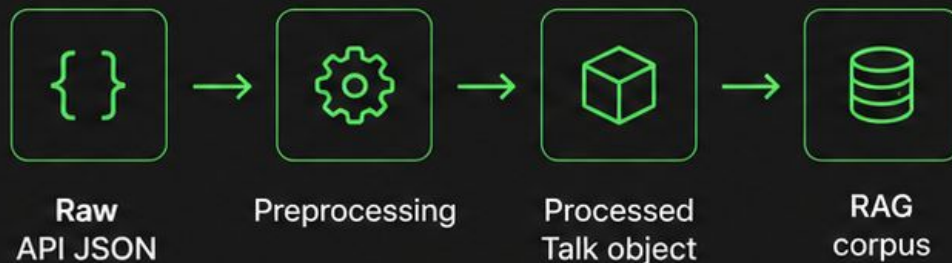 { }
Raw
API JSON
Preprocessing
Processed
Talk object
RAG
corpus